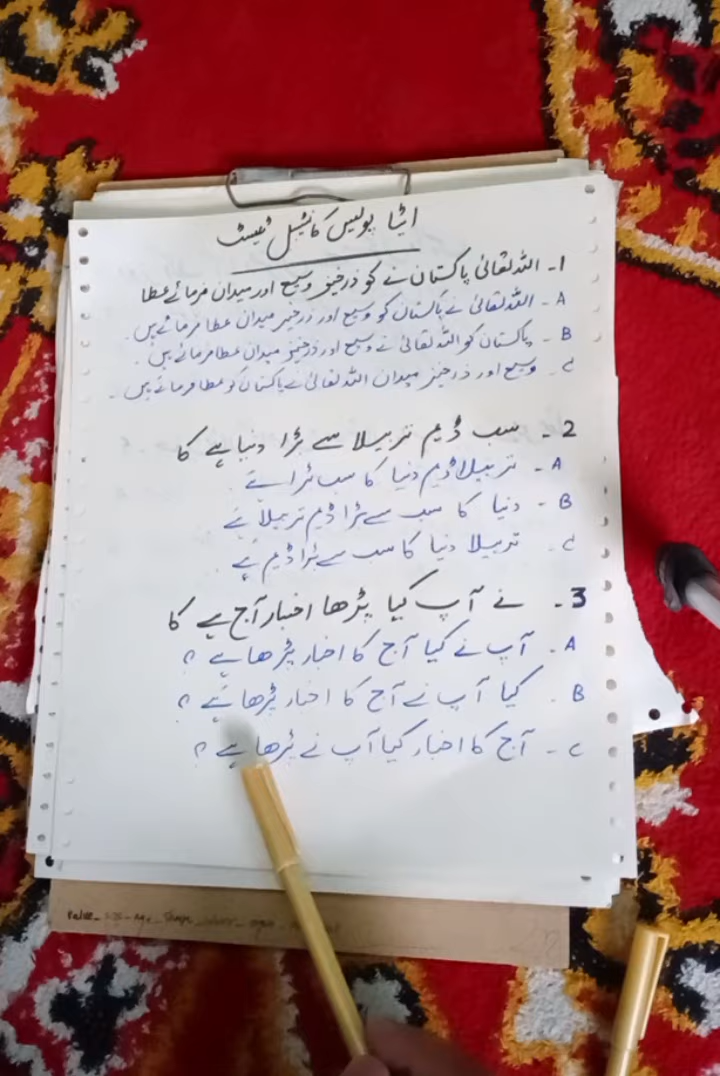 ایٹا پولیس کانسٹیبل ٹیسٹ
1- اللہ تعالیٰ پاکستان نے کو زرخیز وسیع اور میدان فرمائے عطا
A - اللہ تعالیٰ نے پاکستان کو وسیع اور زرخیز میدان عطا فرمائے ہیں.
B - پاکستان کو اللہ تعالیٰ نے وسیع اور زرخیز میدان عطا فرمائے ہیں.
C - وسیع اور زرخیز میدان اللہ تعالیٰ نے پاکستان کو عطا فرمائے ہیں.
2- سب ڈیم تربیلا سے بڑا دنیا ہے کا
A - تربیلا ڈیم دنیا کا سب بڑا ہے.
B - دنیا کا سب سے بڑا ڈیم تربیلا ہے
C - تربیلا دنیا کا سب سے بڑا ڈیم ہے.
3- نے آپ کیا پڑھا اخبار آج ہے کا
A - آپ نے کیا آج کا اخبار پڑھا ہے ؟
B - کیا آپ نے آج کا اخبار پڑھا ہے ؟
C - آج کا اخبار کیا آپ نے پڑھا ہے ؟